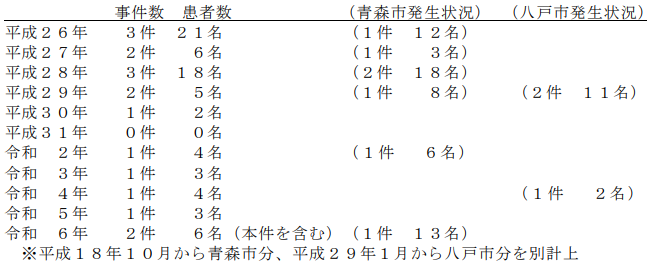 事件数 患者数 （青森市発生状況）（八戸市発生状況）
平成２６年 ３件 ２１名 （１件 １２名）
平成２７年 ２件 ６名 （１件 ３名）
平成２８年 ３件 １８名 （２件 １８名）
平成２９年 ２件 ５名 （１件 ８名） （２件 １１名）
平成３０年 １件 ２名
平成３１年 ０件 ０名
令和 ２年 １件 ４名 （１件 ６名）
令和 ３年 １件 ３名
令和 ４年 １件 ４名 （１件 ２名）
令和 ５年 １件 ３名
令和 ６年 ２件 ６名（本件を含む）（１件 １３名）
※平成１８年１０月から青森市分、平成２９年１月から八戸市分を別計上